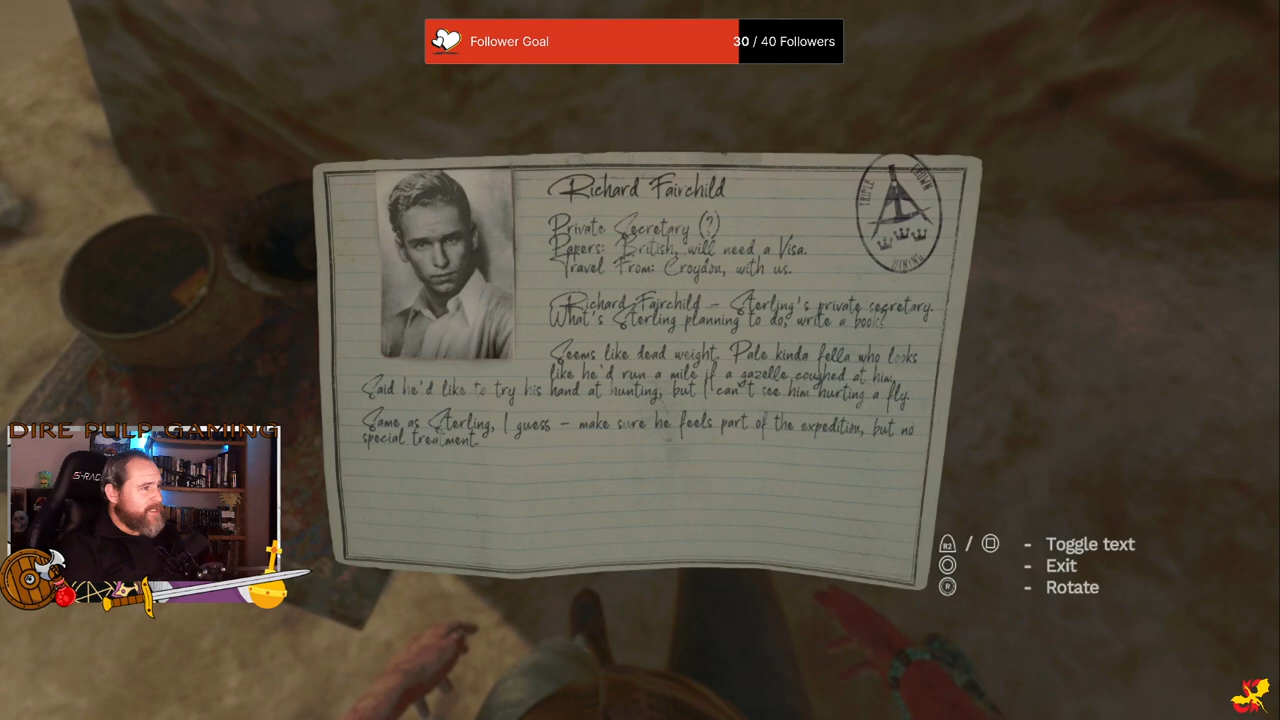 Follower Goal
30 / 40 Followers
Richard Fairchild
TRIPLE CROWN
MINING
Private Secretary (?)
Papers: British, will need a Visa.
Travel From: Croydon, with us.
Richard Fairchild – Sterling's private secretary.
What's Sterling planning to do, write a book?
Seems like dead weight. Pale kinda fella who looks
like he'd run a mile if a gazelle coughed at him.
Said he'd like to try his hand at hunting, but I can't see him hurting a fly.
Same as Sterling, I guess – make sure he feels part of the expedition, but no
special treatment.
DIRE PULP GAMING
R2 / - Toggle text
- Exit
R - Rotate